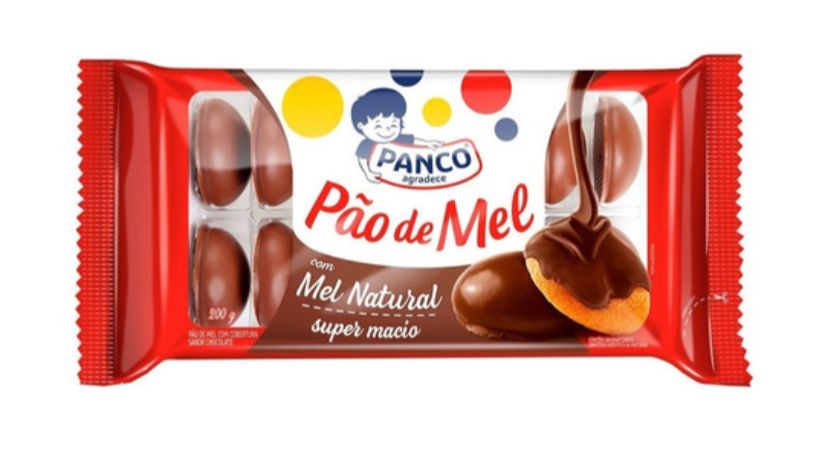 PANCO
agradece
Pão de Mel
com
Mel Natural
super macio
200 g
PÃO DE MEL COM COBERTURA
SABOR CHOCOLATE